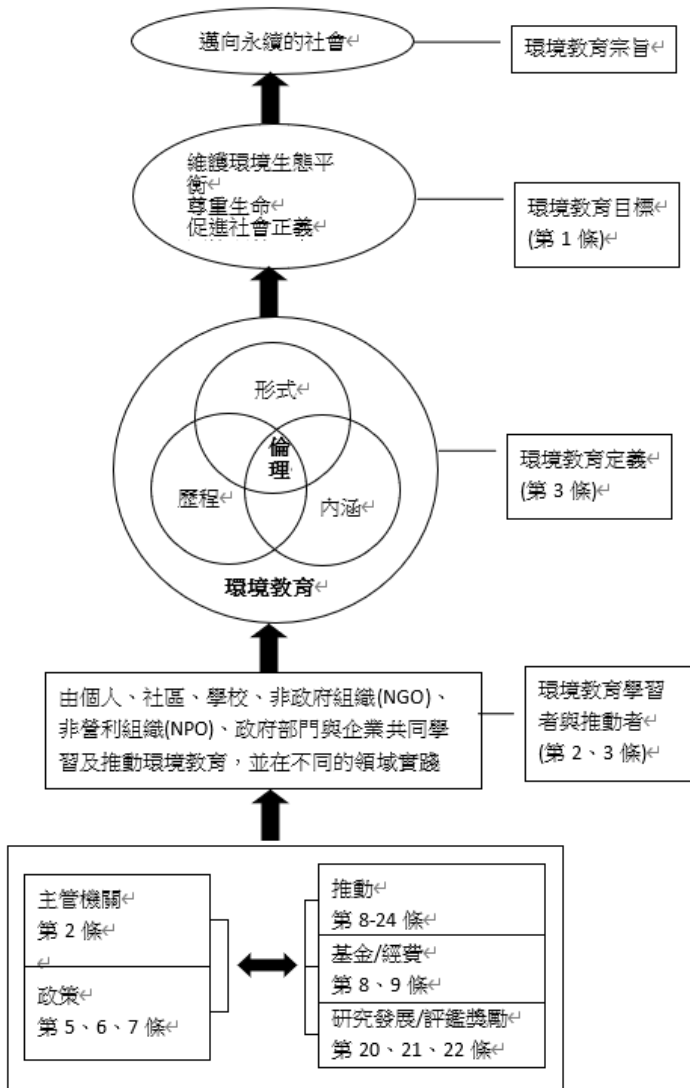 邁向永續的社會
環境教育宗旨
維護環境生態平
衡
尊重生命
促進社會正義
環境教育目標
(第 1 條)
形式
倫
理
歷程
內涵
環境教育
環境教育定義
(第 3 條)
由個人、社區、學校、非政府組織(NGO)、
非營利組織(NPO)、政府部門與企業共同學
習及推動環境教育，並在不同的領域實踐
環境教育學習
者與推動者
(第 2、3 條)
主管機關
第 2 條
政策
第 5、6、7 條
推動
第 8-24 條
基金/經費
第 8、9 條
研究發展/評鑑獎勵
第 20、21、22 條